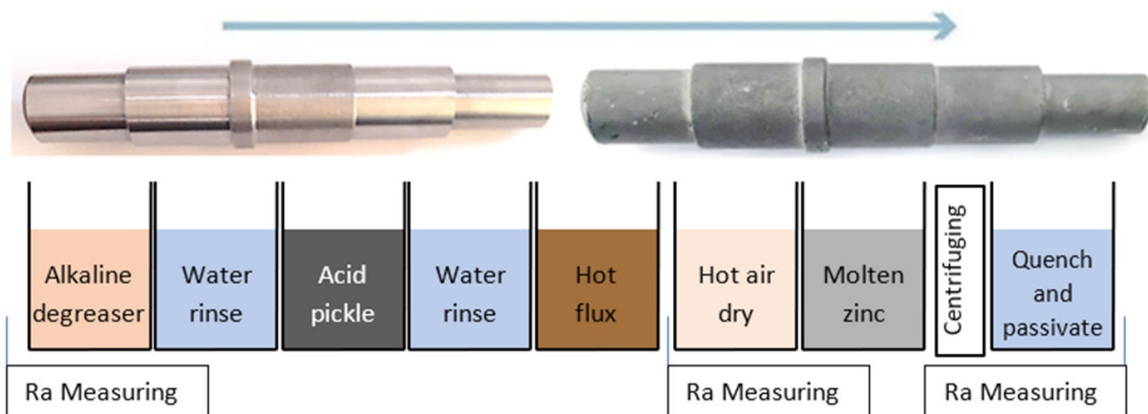 Alkaline
degreaser
Water
rinse
Acid
pickle
Water
rinse
Hot
flux
Hot air
dry
Molten
zinc
Centrifuging
Quench
and
passivate
Ra Measuring
Ra Measuring
Ra Measuring